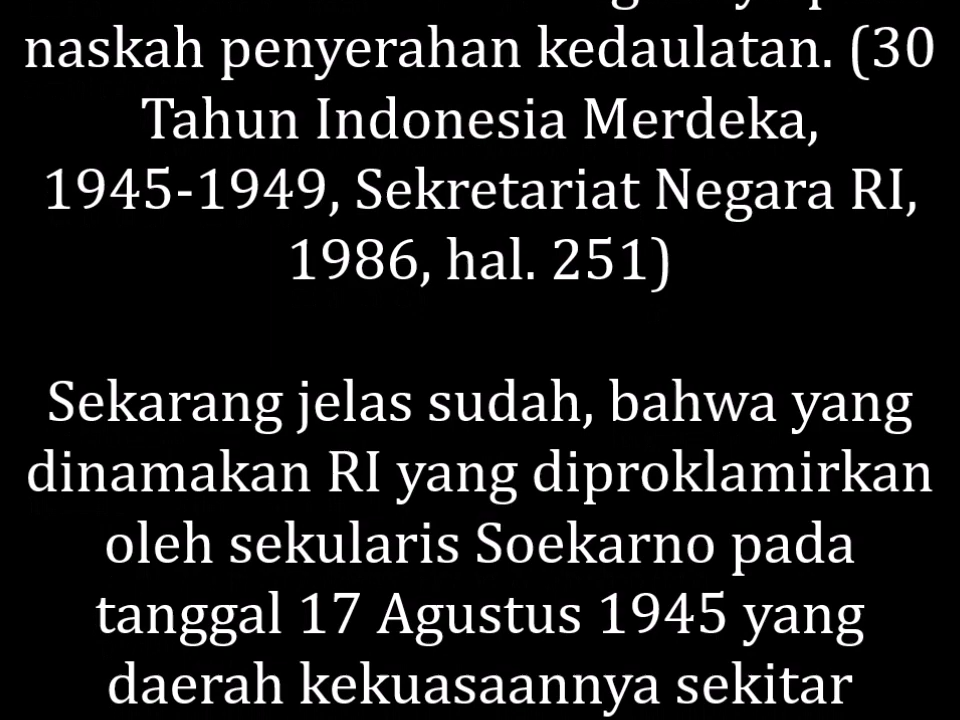 naskah penyerahan kedaulatan. (30
Tahun Indonesia Merdeka,
1945-1949, Sekretariat Negara RI,
1986, hal. 251)
Sekarang jelas sudah, bahwa yang
dinamakan RI yang diproklamirkan
oleh sekularis Soekarno pada
tanggal 17 Agustus 1945 yang
daerah kekuasaannya sekitar